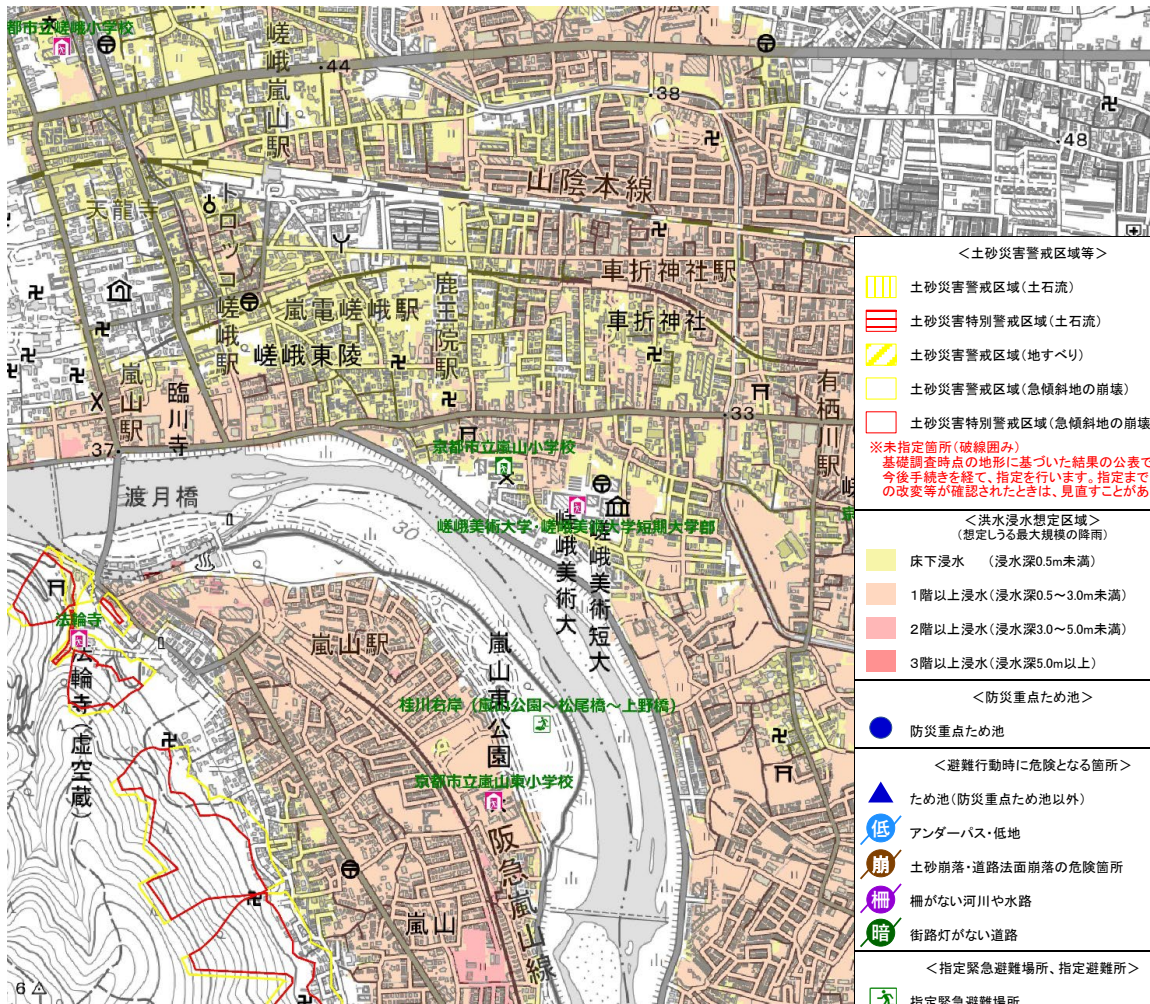 都市立嵯峨小学校
嵯峨嵐山駅
44
38
48
山陰本線
天龍寺
トロッコ嵯峨駅
車折神社駅
鹿王院駅
嵐電嵯峨駅
車折神社
嵯峨東陵
嵐山駅
臨川寺
有栖川駅
33
37
京都市立嵐山小学校
渡月橋
30
嵯峨美術大学・嵯峨美術大学短期大学部
嵯峨美術大
嵯峨美術短大
法輪寺
法輪寺(虚空蔵)
嵐山駅
嵐山東公園
桂川右岸(嵐山公園～松尾橋～上野橋)
京都市立嵐山東小学校
阪急嵐山線
嵐山
6
＜土砂災害警戒区域等＞
土砂災害警戒区域(土石流)
土砂災害特別警戒区域(土石流)
土砂災害警戒区域(地すべり)
土砂災害警戒区域(急傾斜地の崩壊)
土砂災害特別警戒区域(急傾斜地の崩壊
※未指定箇所(破線囲み)
基礎調査時点の地形に基づいた結果の公表で
今後手続きを経て、指定を行います。指定まで
の改変等が確認されたときは、見直すことがあ
＜洪水浸水想定区域＞
(想定しうる最大規模の降雨)
床下浸水 (浸水深0.5m未満)
1階以上浸水(浸水深0.5～3.0m未満)
2階以上浸水(浸水深3.0～5.0m未満)
3階以上浸水(浸水深5.0m以上)
＜防災重点ため池＞
防災重点ため池
＜避難行動時に危険となる箇所＞
ため池(防災重点ため池以外)
低 アンダーパス・低地
崩 土砂崩落・道路法面崩落の危険箇所
柵 柵がない河川や水路
暗 街路灯がない道路
＜指定緊急避難場所、指定避難所＞
指定緊急避難場所